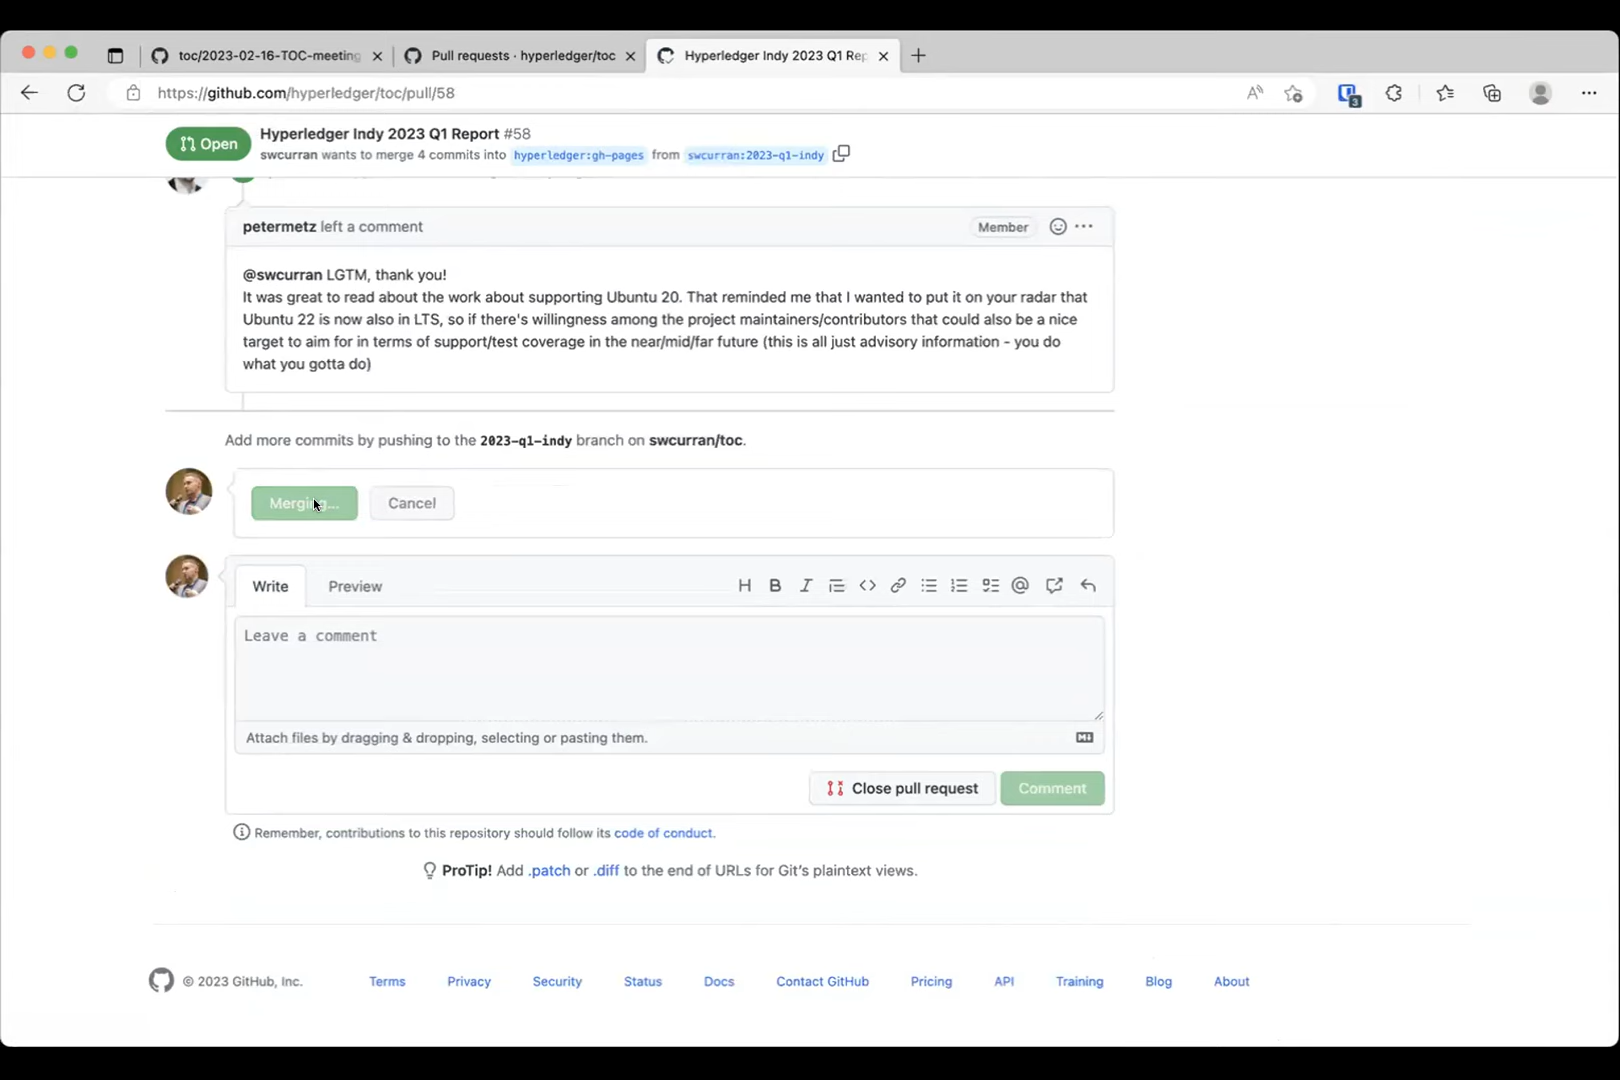 toc/2023-02-16-TOC-meeting
Pull requests · hyperledger/toc
Hyperledger Indy 2023 Q1 Rep
https://github.com/hyperledger/toc/pull/58
3
Open
Hyperledger Indy 2023 Q1 Report #58
swcurran wants to merge 4 commits into hyperledger:gh-pages from swcurran:2023-q1-indy
petermetz left a comment
Member
@swcurran LGTM, thank you!
It was great to read about the work about supporting Ubuntu 20. That reminded me that I wanted to put it on your radar that
Ubuntu 22 is now also in LTS, so if there's willingness among the project maintainers/contributors that could also be a nice
target to aim for in terms of support/test coverage in the near/mid/far future (this is all just advisory information - you do
what you gotta do)
Add more commits by pushing to the 2023-q1-indy branch on swcurran/toc.
Merging...
Cancel
Write
Preview
Leave a comment
Attach files by dragging & dropping, selecting or pasting them.
Close pull request
Comment
Remember, contributions to this repository should follow its code of conduct.
ProTip! Add .patch or .diff to the end of URLs for Git's plaintext views.
© 2023 GitHub, Inc.
Terms
Privacy
Security
Status
Docs
Contact GitHub
Pricing
API
Training
Blog
About